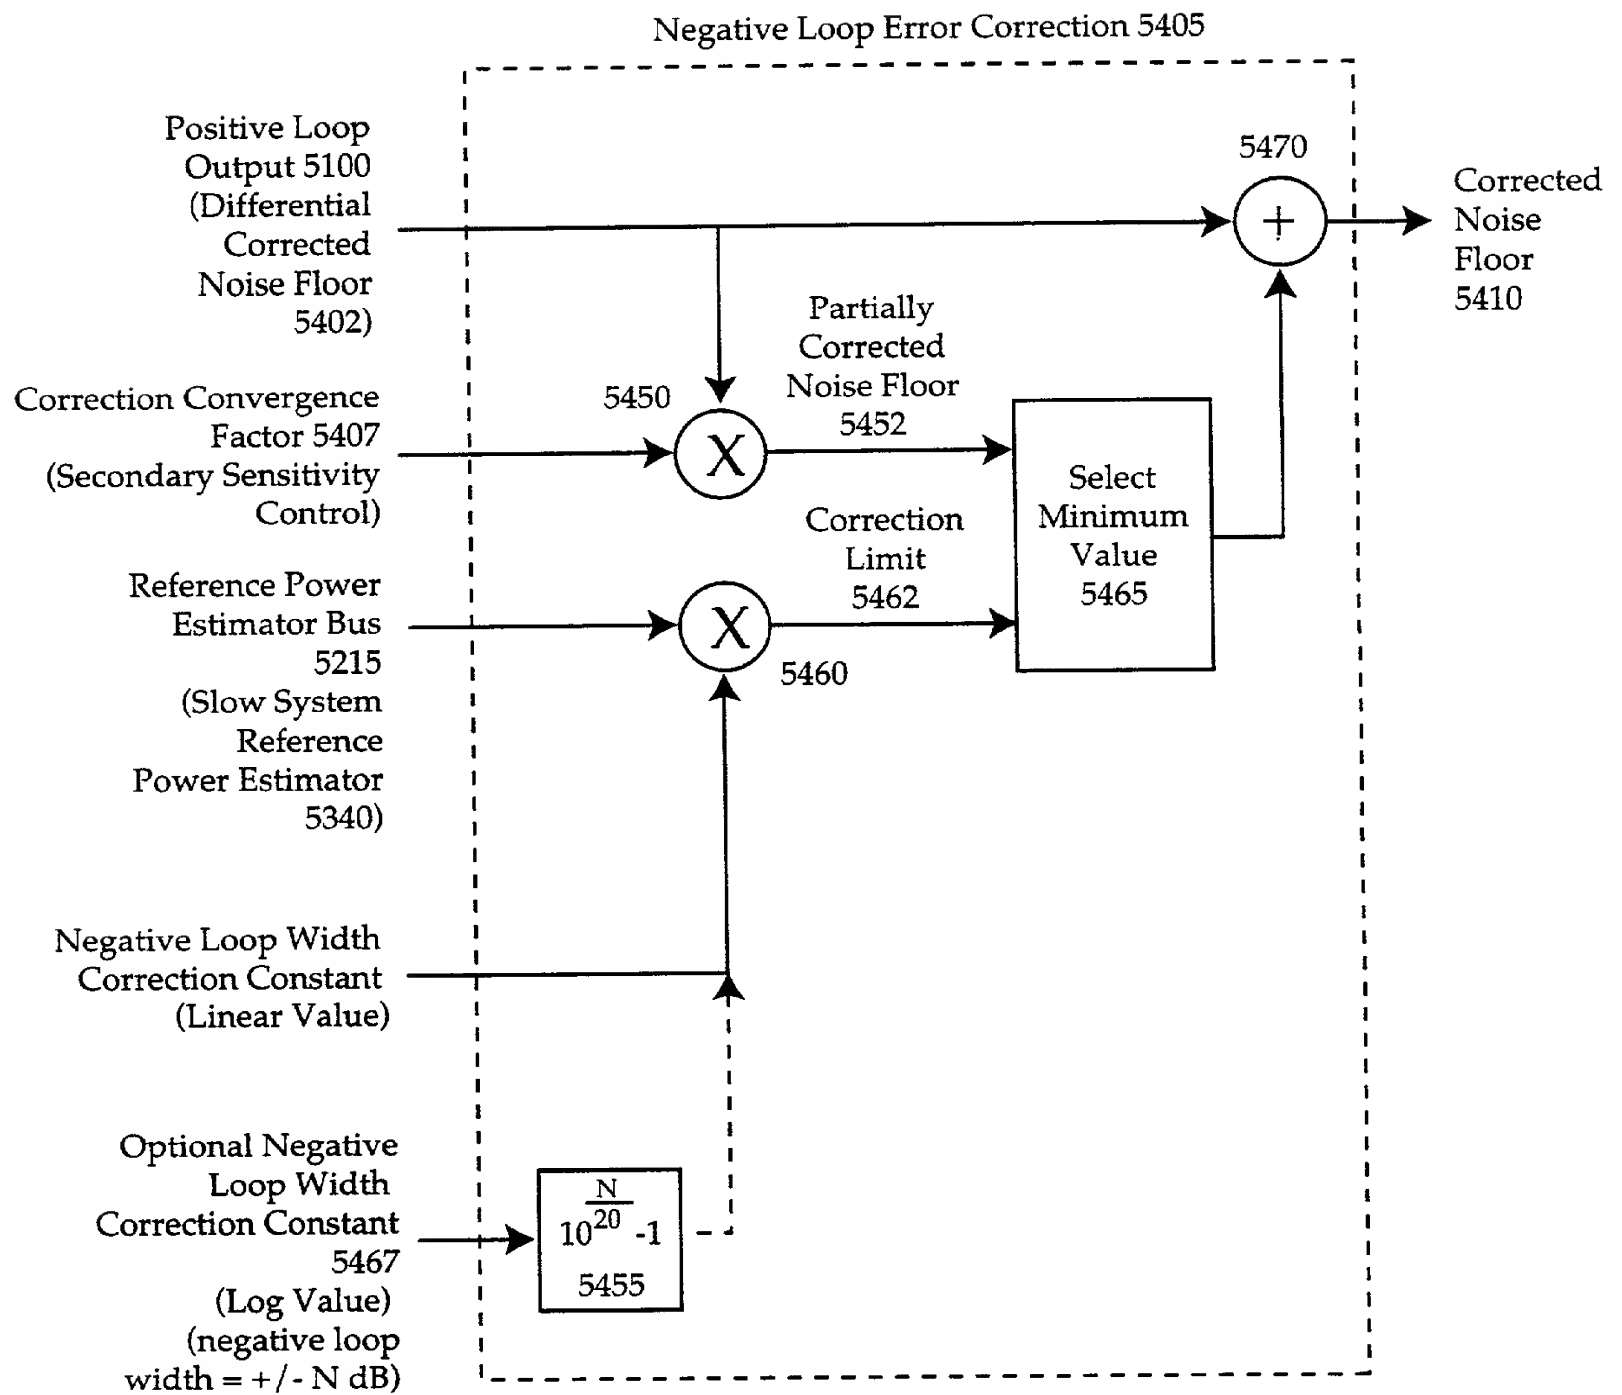 Negative Loop Error Correction 5405
Positive Loop
Output 5100
(Differential
Corrected
Noise Floor
5402)
5470
+
Corrected
Noise
Floor
5410
Partially
Corrected
Noise Floor
5452
Correction Convergence
Factor 5407
(Secondary Sensitivity
Control)
5450
X
Select
Minimum
Value
5465
Correction
Limit
5462
Reference Power
Estimator Bus
5215
(Slow System
Reference
Power Estimator
5340)
X
5460
Negative Loop Width
Correction Constant
(Linear Value)
Optional Negative
Loop Width
Correction Constant
5467
(Log Value)
(negative loop
width = +/- N dB)
N
10 20 -1
5455